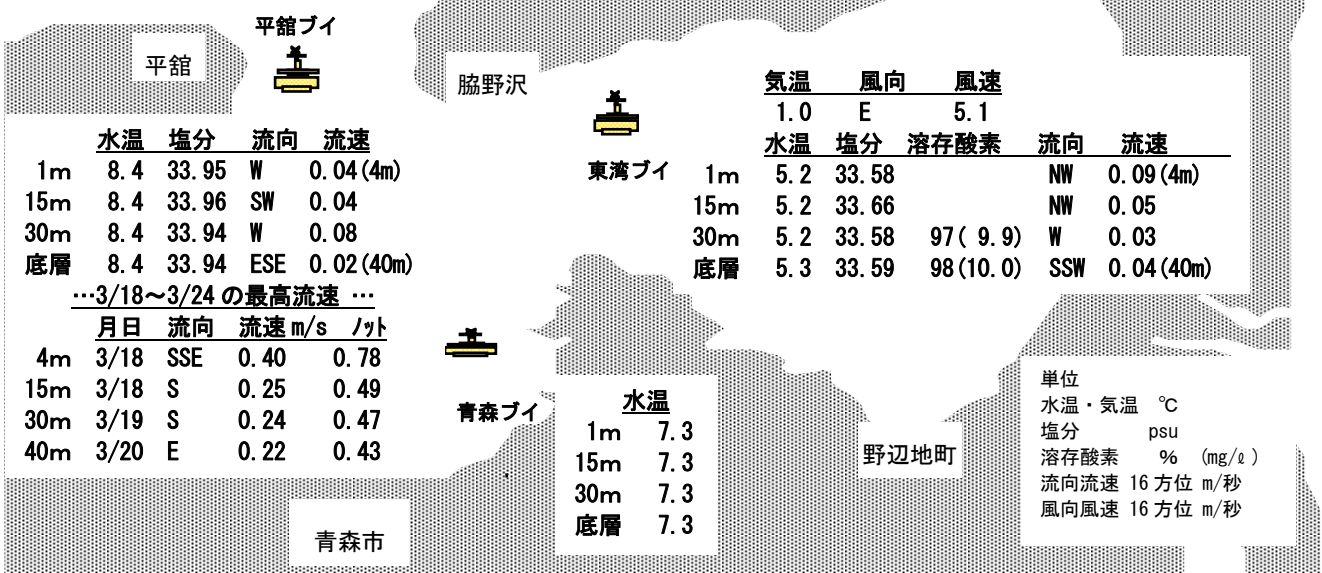 平舘ブイ
平舘
水温 塩分 流向 流速
1m 8.4 33.95 W 0.04(4m)
15m 8.4 33.96 SW 0.04
30m 8.4 33.94 W 0.08
底層 8.4 33.94 ESE 0.02(40m)
…3/18～3/24の最高流速…
月日 流向 流速m/s ノット
4m 3/18 SSE 0.40 0.78
15m 3/18 S 0.25 0.49
30m 3/19 S 0.24 0.47
40m 3/20 E 0.22 0.43
脇野沢
東湾ブイ
気温 風向 風速
1.0 E 5.1
水温 塩分 溶存酸素 流向 流速
1m 5.2 33.58 NW 0.09(4m)
15m 5.2 33.66 NW 0.05
30m 5.2 33.58 97( 9.9) W 0.03
底層 5.3 33.59 98(10.0) SSW 0.04(40m)
青森ブイ
水温
1m 7.3
15m 7.3
30m 7.3
底層 7.3
青森市
野辺地町
単位
水温・気温 ℃
塩分 psu
溶存酸素 % (mg/ℓ)
流向流速 16方位 m/秒
風向風速 16方位 m/秒